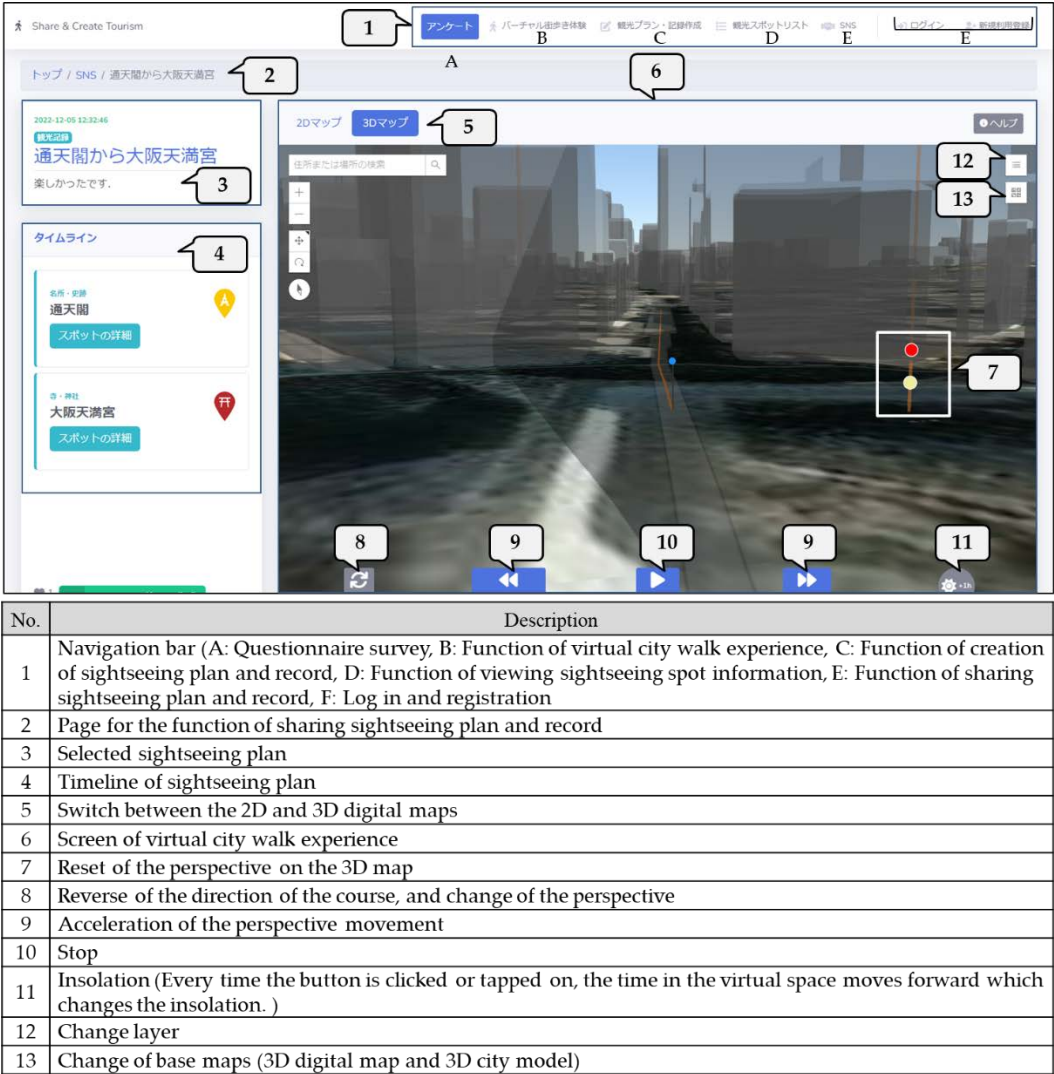 Share & Create Tourism
1
アンケート
バーチャル街歩き体験
観光プラン・記録作成
観光スポットリスト
SNS
ログイン
新規利用登録
A
B
C
D
E
E
トップ / SNS / 通天閣から大阪天満宮
2
6
2022-12-05 12:32:46
観光記録
通天閣から大阪天満宮
楽しかったです.
3
2Dマップ
3Dマップ
5
ヘルプ
住所または場所の検索
12
13
タイムライン
4
名所・史跡
通天閣
スポットの詳細
寺・神社
大阪天満宮
スポットの詳細
7
8
9
10
9
11
+1h
No. Description
1 Navigation bar (A: Questionnaire survey, B: Function of virtual city walk experience, C: Function of creation
of sightseeing plan and record, D: Function of viewing sightseeing spot information, E: Function of sharing
sightseeing plan and record, F: Log in and registration
2 Page for the function of sharing sightseeing plan and record
3 Selected sightseeing plan
4 Timeline of sightseeing plan
5 Switch between the 2D and 3D digital maps
6 Screen of virtual city walk experience
7 Reset of the perspective on the 3D map
8 Reverse of the direction of the course, and change of the perspective
9 Acceleration of the perspective movement
10 Stop
11 Insolation (Every time the button is clicked or tapped on, the time in the virtual space moves forward which
changes the insolation. )
12 Change layer
13 Change of base maps (3D digital map and 3D city model)